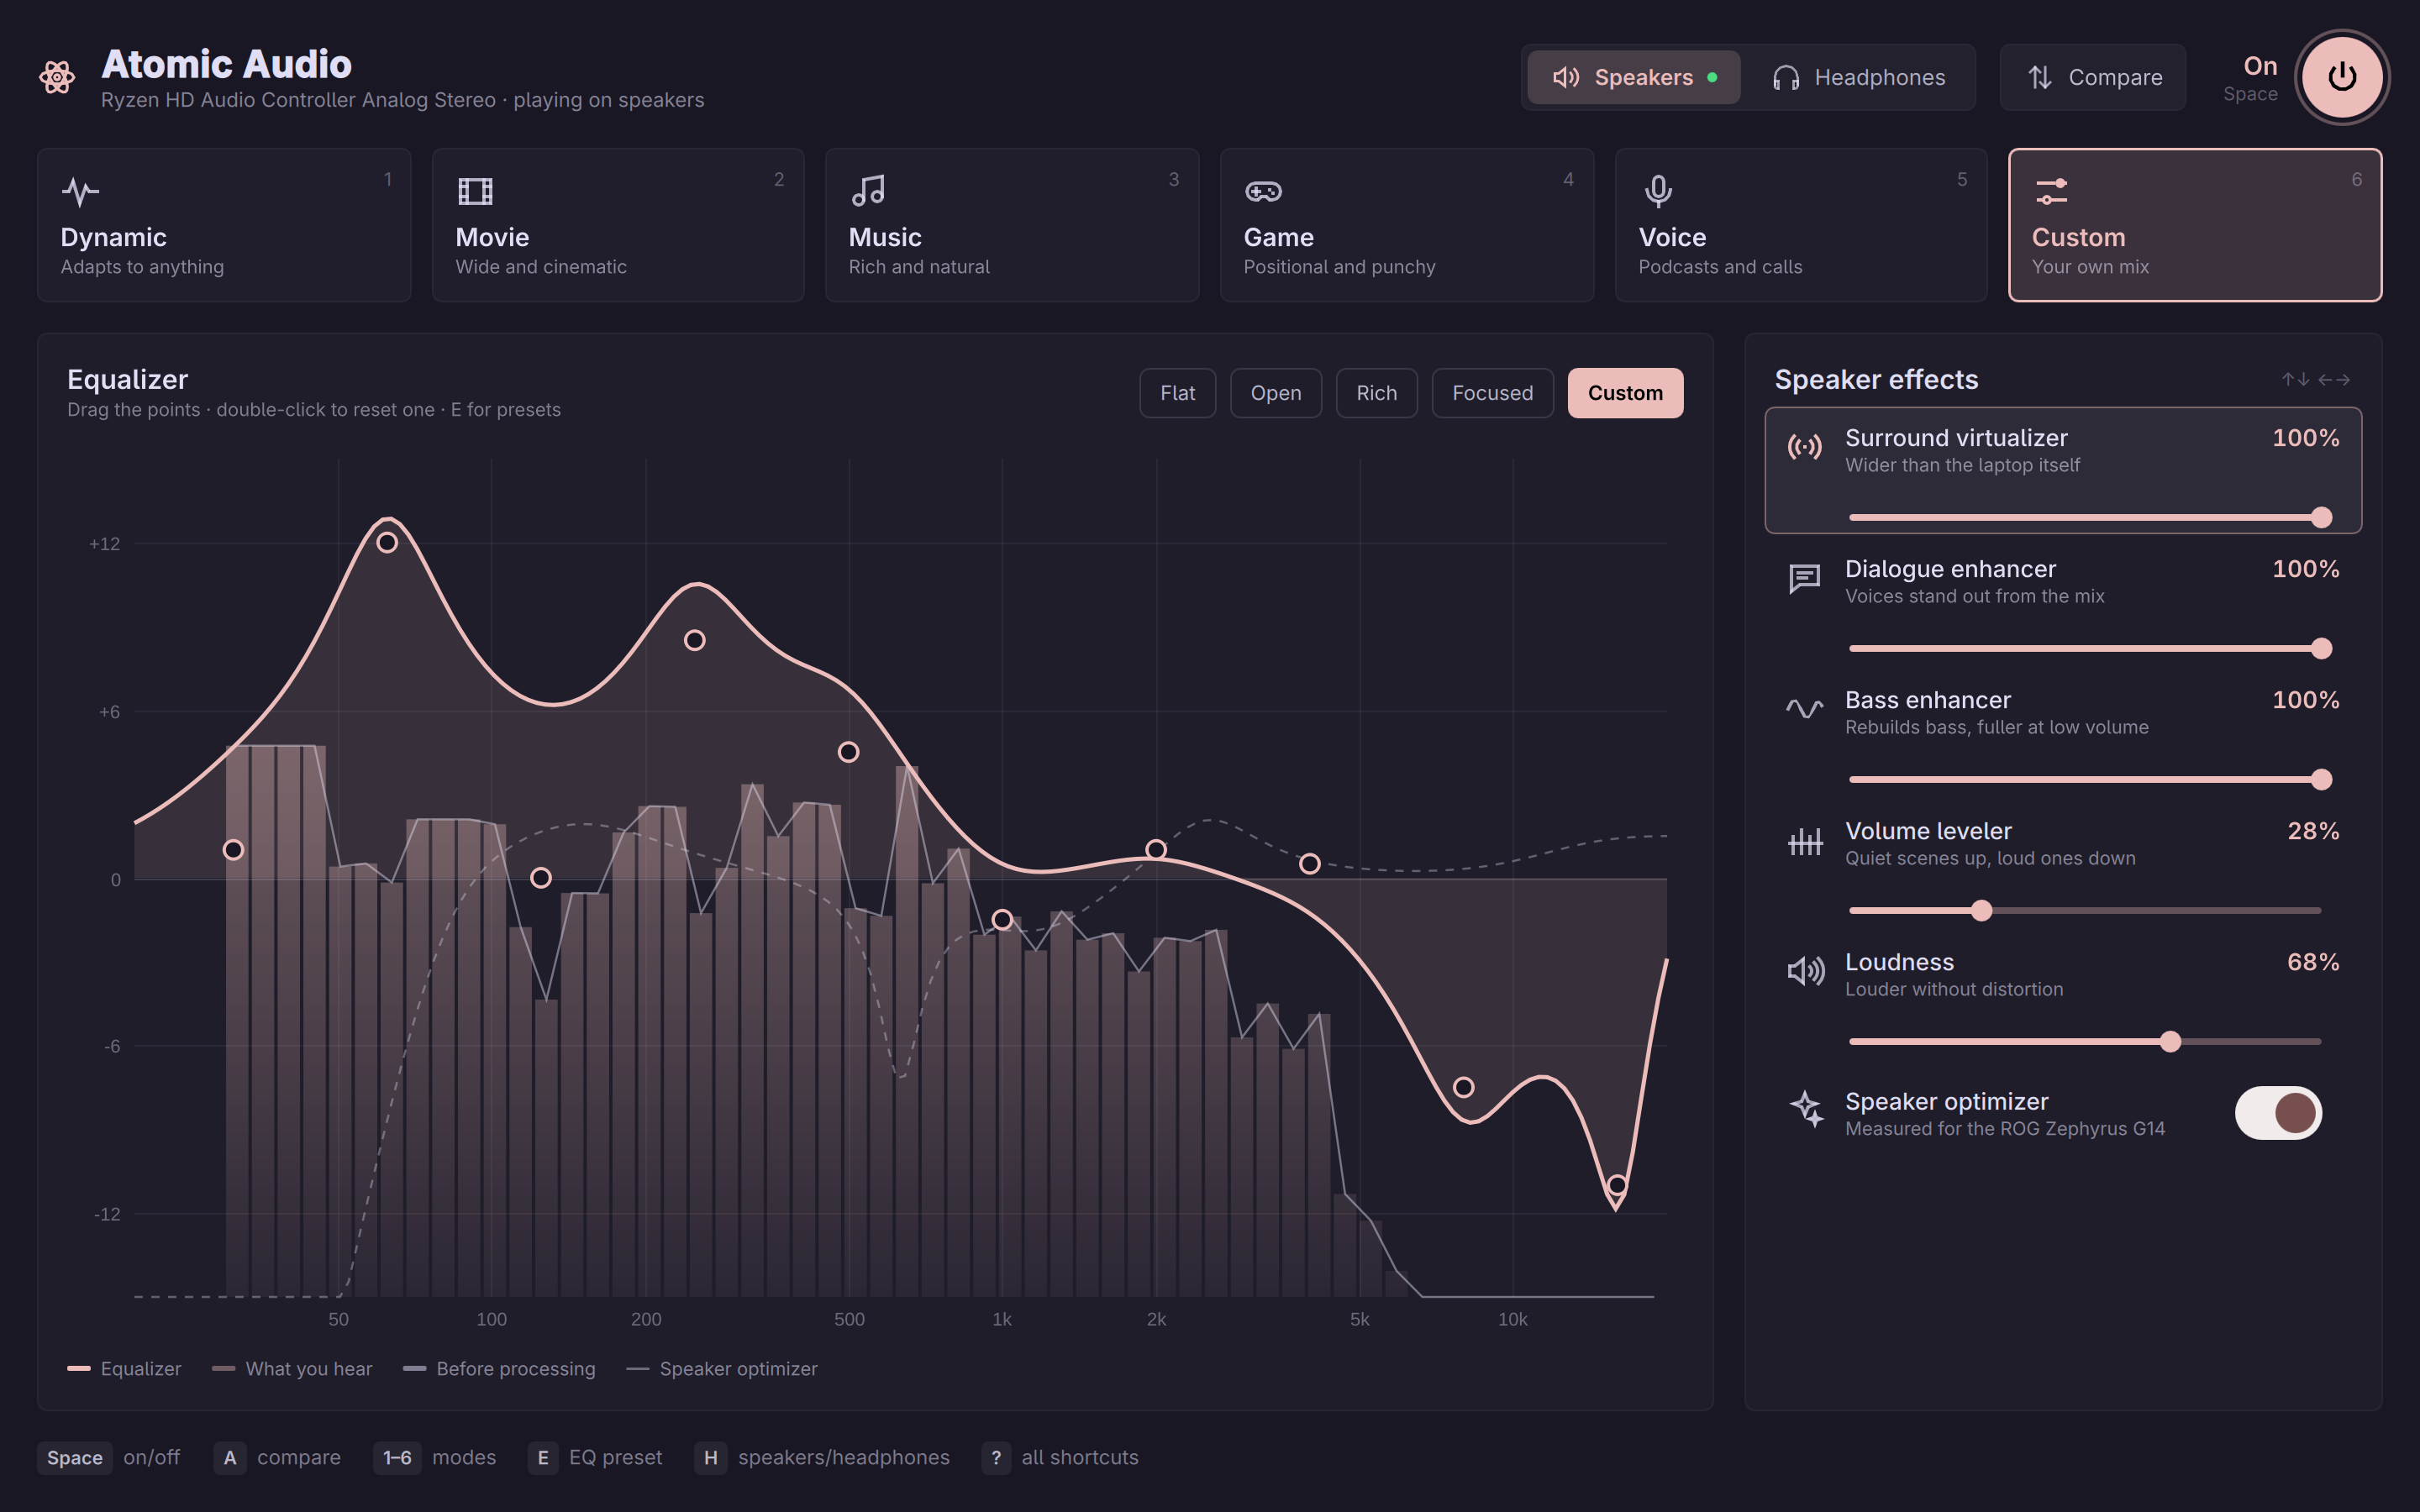 Atomic Audio
Ryzen HD Audio Controller Analog Stereo · playing on speakers
Speakers
Headphones
Compare
On
Space
1
Dynamic
Adapts to anything
2
Movie
Wide and cinematic
3
Music
Rich and natural
4
Game
Positional and punchy
5
Voice
Podcasts and calls
6
Custom
Your own mix
Equalizer
Drag the points · double-click to reset one · E for presets
Flat
Open
Rich
Focused
Custom
+12
+6
0
-6
-12
50
100
200
500
1k
2k
5k
10k
Equalizer
What you hear
Before processing
Speaker optimizer
Speaker effects
↑↓ ←→
Surround virtualizer
100%
Wider than the laptop itself
Dialogue enhancer
100%
Voices stand out from the mix
Bass enhancer
100%
Rebuilds bass, fuller at low volume
Volume leveler
28%
Quiet scenes up, loud ones down
Loudness
68%
Louder without distortion
Speaker optimizer
Measured for the ROG Zephyrus G14
Space on/off
A compare
1–6 modes
E EQ preset
H speakers/headphones
? all shortcuts